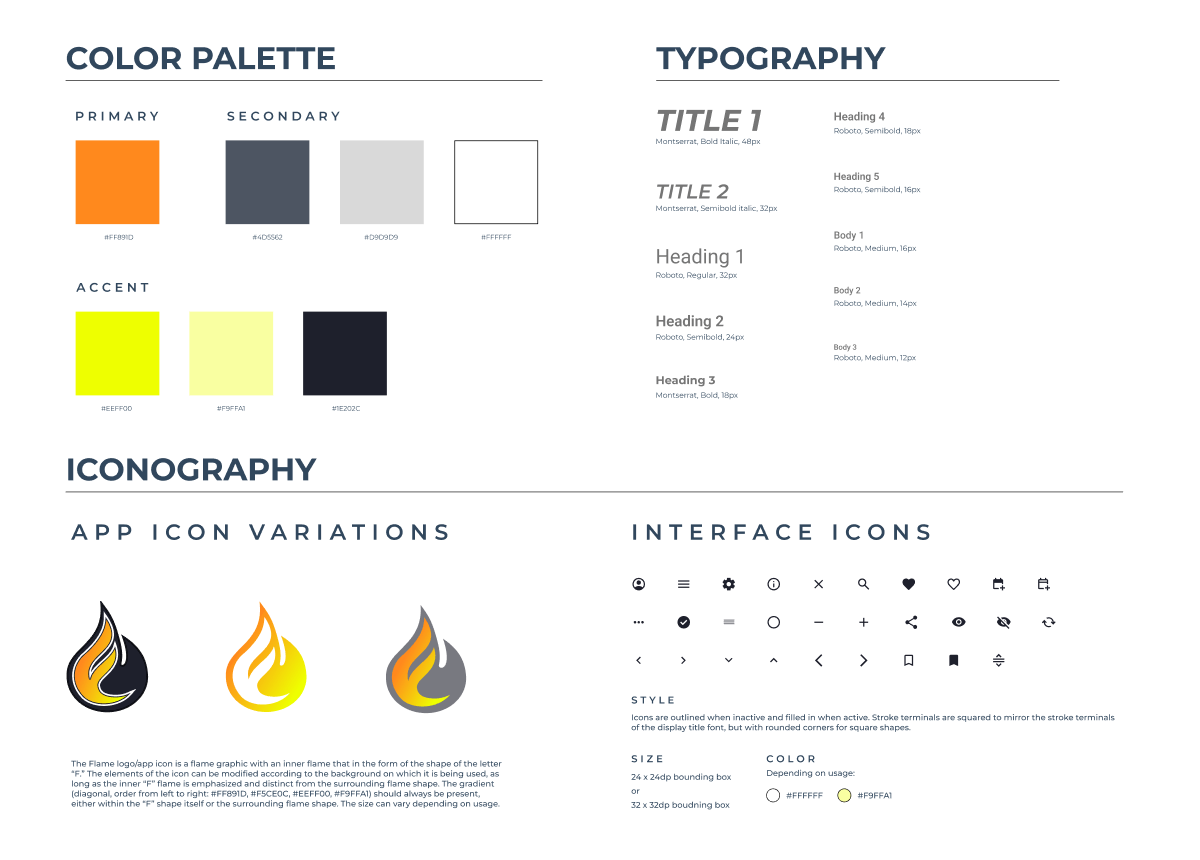 COLOR PALETTE
PRIMARY
SECONDARY
#FF891D
#4D5562
#D9D9D9
#FFFFFF
ACCENT
#EEFF00
#F9FFA1
#1E202C
TYPOGRAPHY
TITLE 1
Montserrat, Bold Italic, 48px
TITLE 2
Montserrat, Semibold italic, 32px
Heading 1
Roboto, Regular, 32px
Heading 2
Roboto, Semibold, 24px
Heading 3
Montserrat, Bold, 18px
Heading 4
Roboto, Semibold, 18px
Heading 5
Roboto, Semibold, 16px
Body 1
Roboto, Medium, 16px
Body 2
Roboto, Medium, 14px
Body 3
Roboto, Medium, 12px
ICONOGRAPHY
APP ICON VARIATIONS
The Flame logo/app icon is a flame graphic with an inner flame that in the form of the shape of the letter
“F.” The elements of the icon can be modified according to the background on which it is being used, as
long as the inner “F” flame is emphasized and distinct from the surrounding flame shape. The gradient
(diagonal, order from left to right: #FF891D, #F5CE0C, #EEFF00, #F9FFA1) should always be present,
either within the “F” shape itself or the surrounding flame shape. The size can vary depending on usage.
INTERFACE ICONS
STYLE
Icons are outlined when inactive and filled in when active. Stroke terminals are squared to mirror the stroke terminals
of the display title font, but with rounded corners for square shapes.
SIZE
24 x 24dp bounding box
or
32 x 32dp boudning box
COLOR
Depending on usage:
#FFFFFF
#F9FFA1